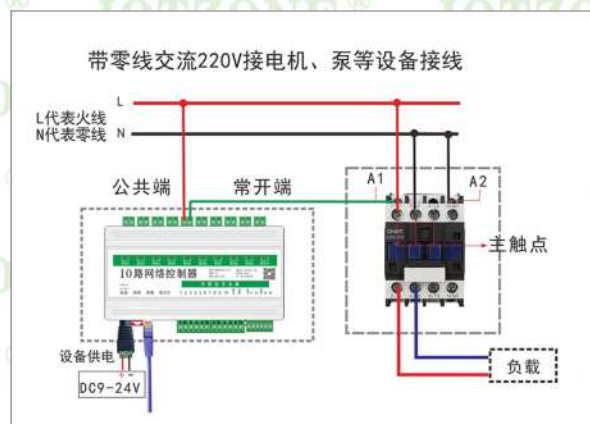 IOTZONE®
带零线交流220V接电机、泵等设备接线
L
L代表火线
N代表零线 N
公共端 常开端
A1
A2
CHNT
主触点
10路网络控制器
设备供电
DC9-24V
负载